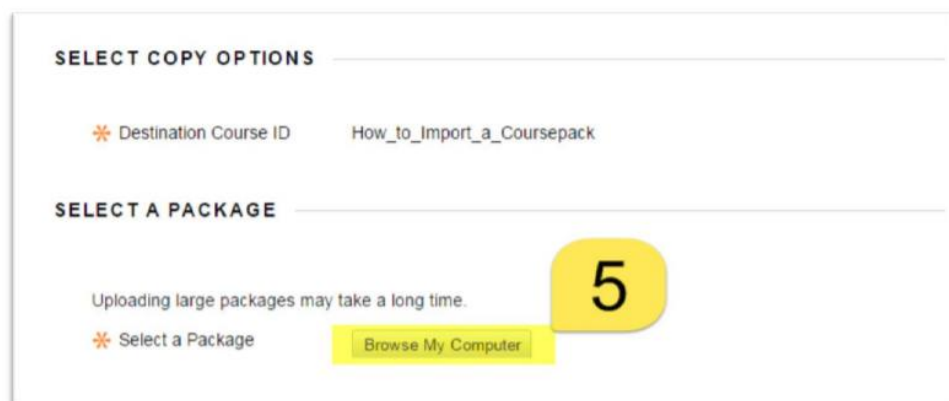 SELECT COPY OPTIONS
Destination Course ID How_to_Import_a_Coursepack
SELECT A PACKAGE
5
Uploading large packages may take a long time.
Select a Package Browse My Computer